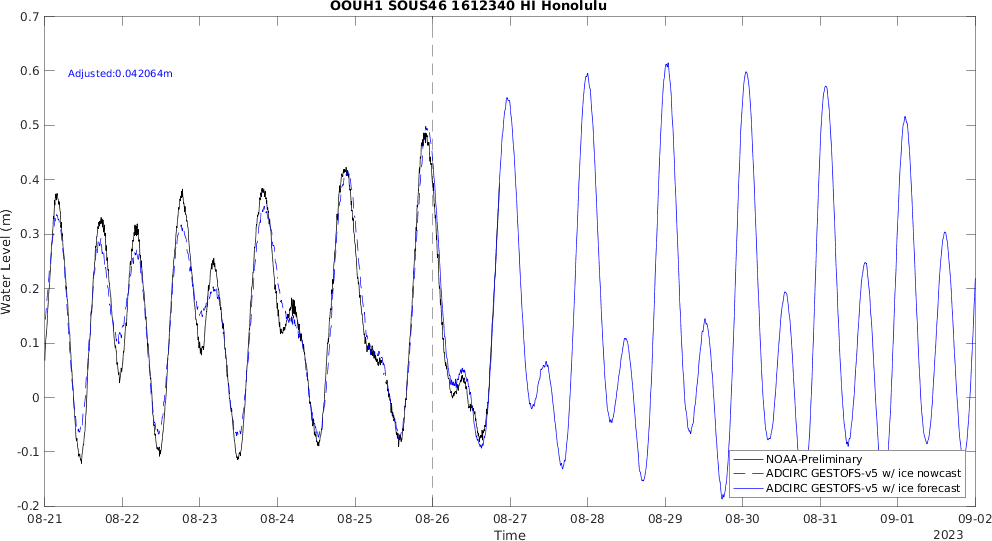 OOUH1 SOUS46 1612340 HI Honolulu
Adjusted:0.042064m
Water Level (m)
0.7
0.6
0.5
0.4
0.3
0.2
0.1
0
-0.1
-0.2
NOAA-Preliminary
ADCIRC GESTOFS-v5 w/ ice nowcast
ADCIRC GESTOFS-v5 w/ ice forecast
08-21 08-22 08-23 08-24 08-25 08-26 08-27 08-28 08-29 08-30 08-31 09-01 09-02
Time
2023